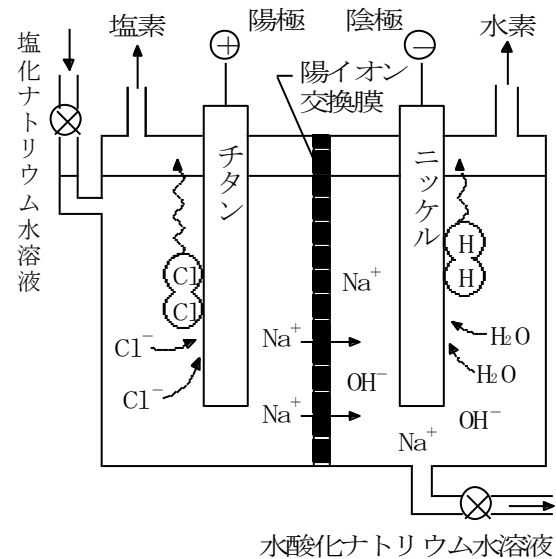 塩化ナトリウム水溶液
塩素
＋
陽極
陰極
−
水素
陽イオン
交換膜
チタン
ニッケル
Cl
Cl
H
H
Na⁺
Na⁺
Cl⁻
H₂O
OH⁻
H₂O
Cl⁻
Na⁺
OH⁻
Na⁺
水酸化ナトリウム水溶液